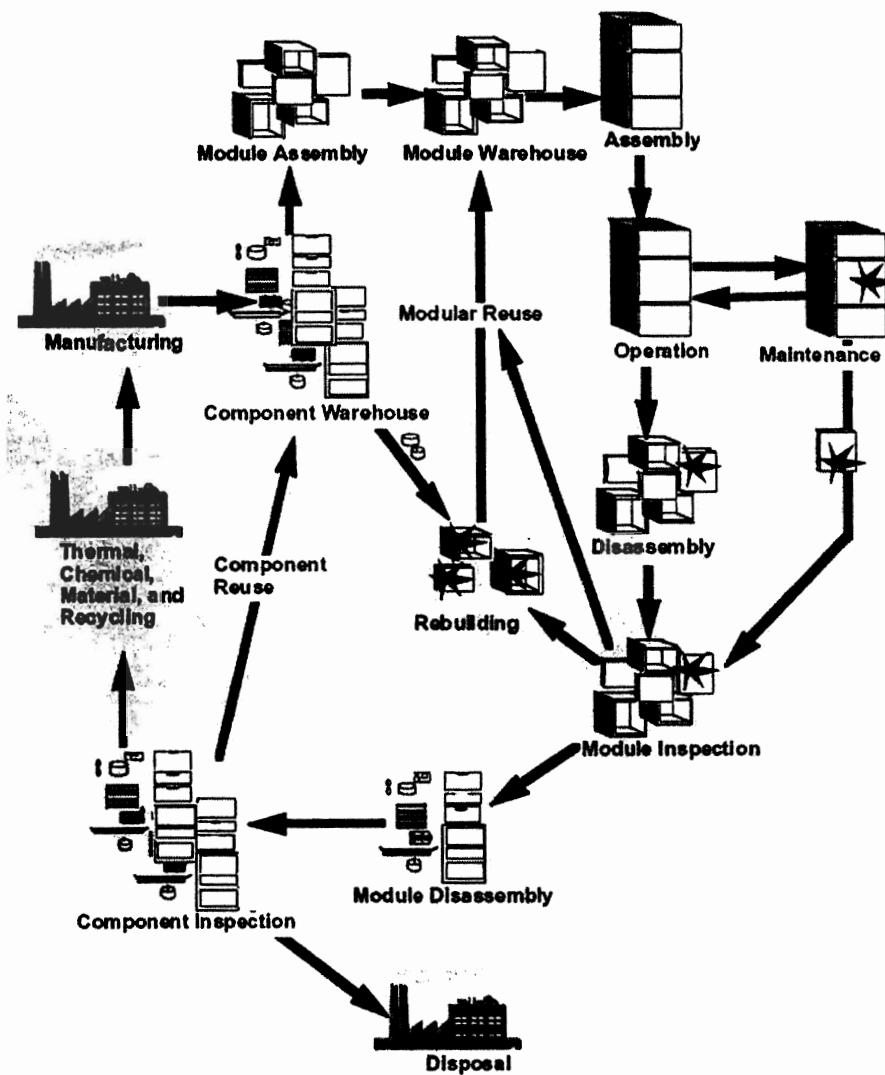 Module Assembly
Module Warehouse
Assembly
Manufacturing
Component Warehouse
Modular Reuse
Operation
Maintenance
Thermal,
Chemical,
Material, and
Recycling
Component
Reuse
Rebuilding
Disassembly
Module Inspection
Module Disassembly
Component Inspection
Disposal